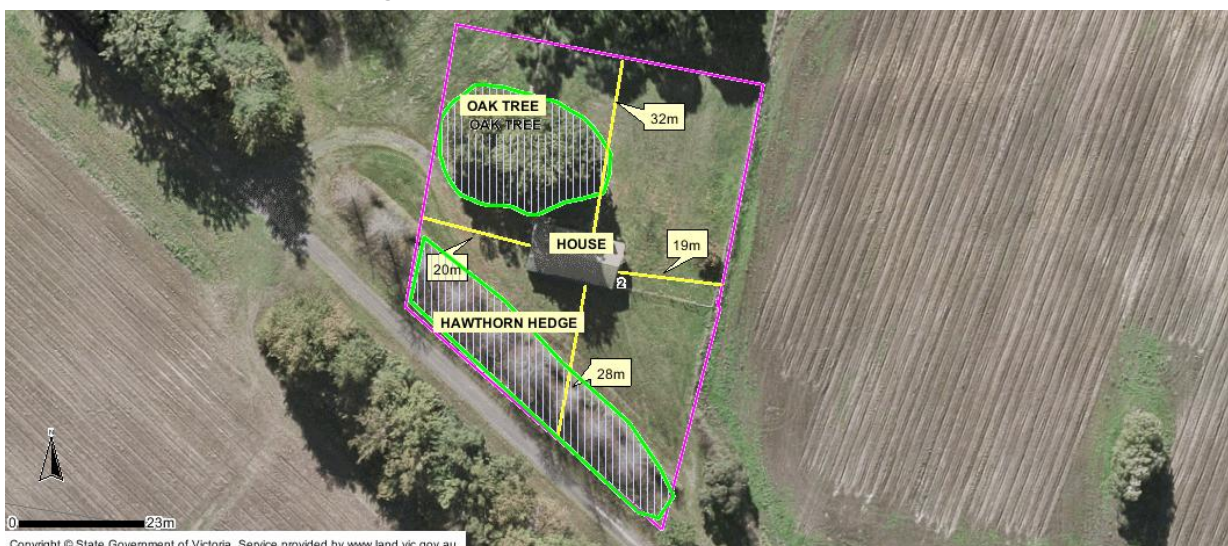 OAK TREE
OAK TREE
32m
HOUSE
19m
20m
2
HAWTHORN HEDGE
28m
0 23m
Copyright © State Government of Victoria. Service provided by www.land.vic.gov.au